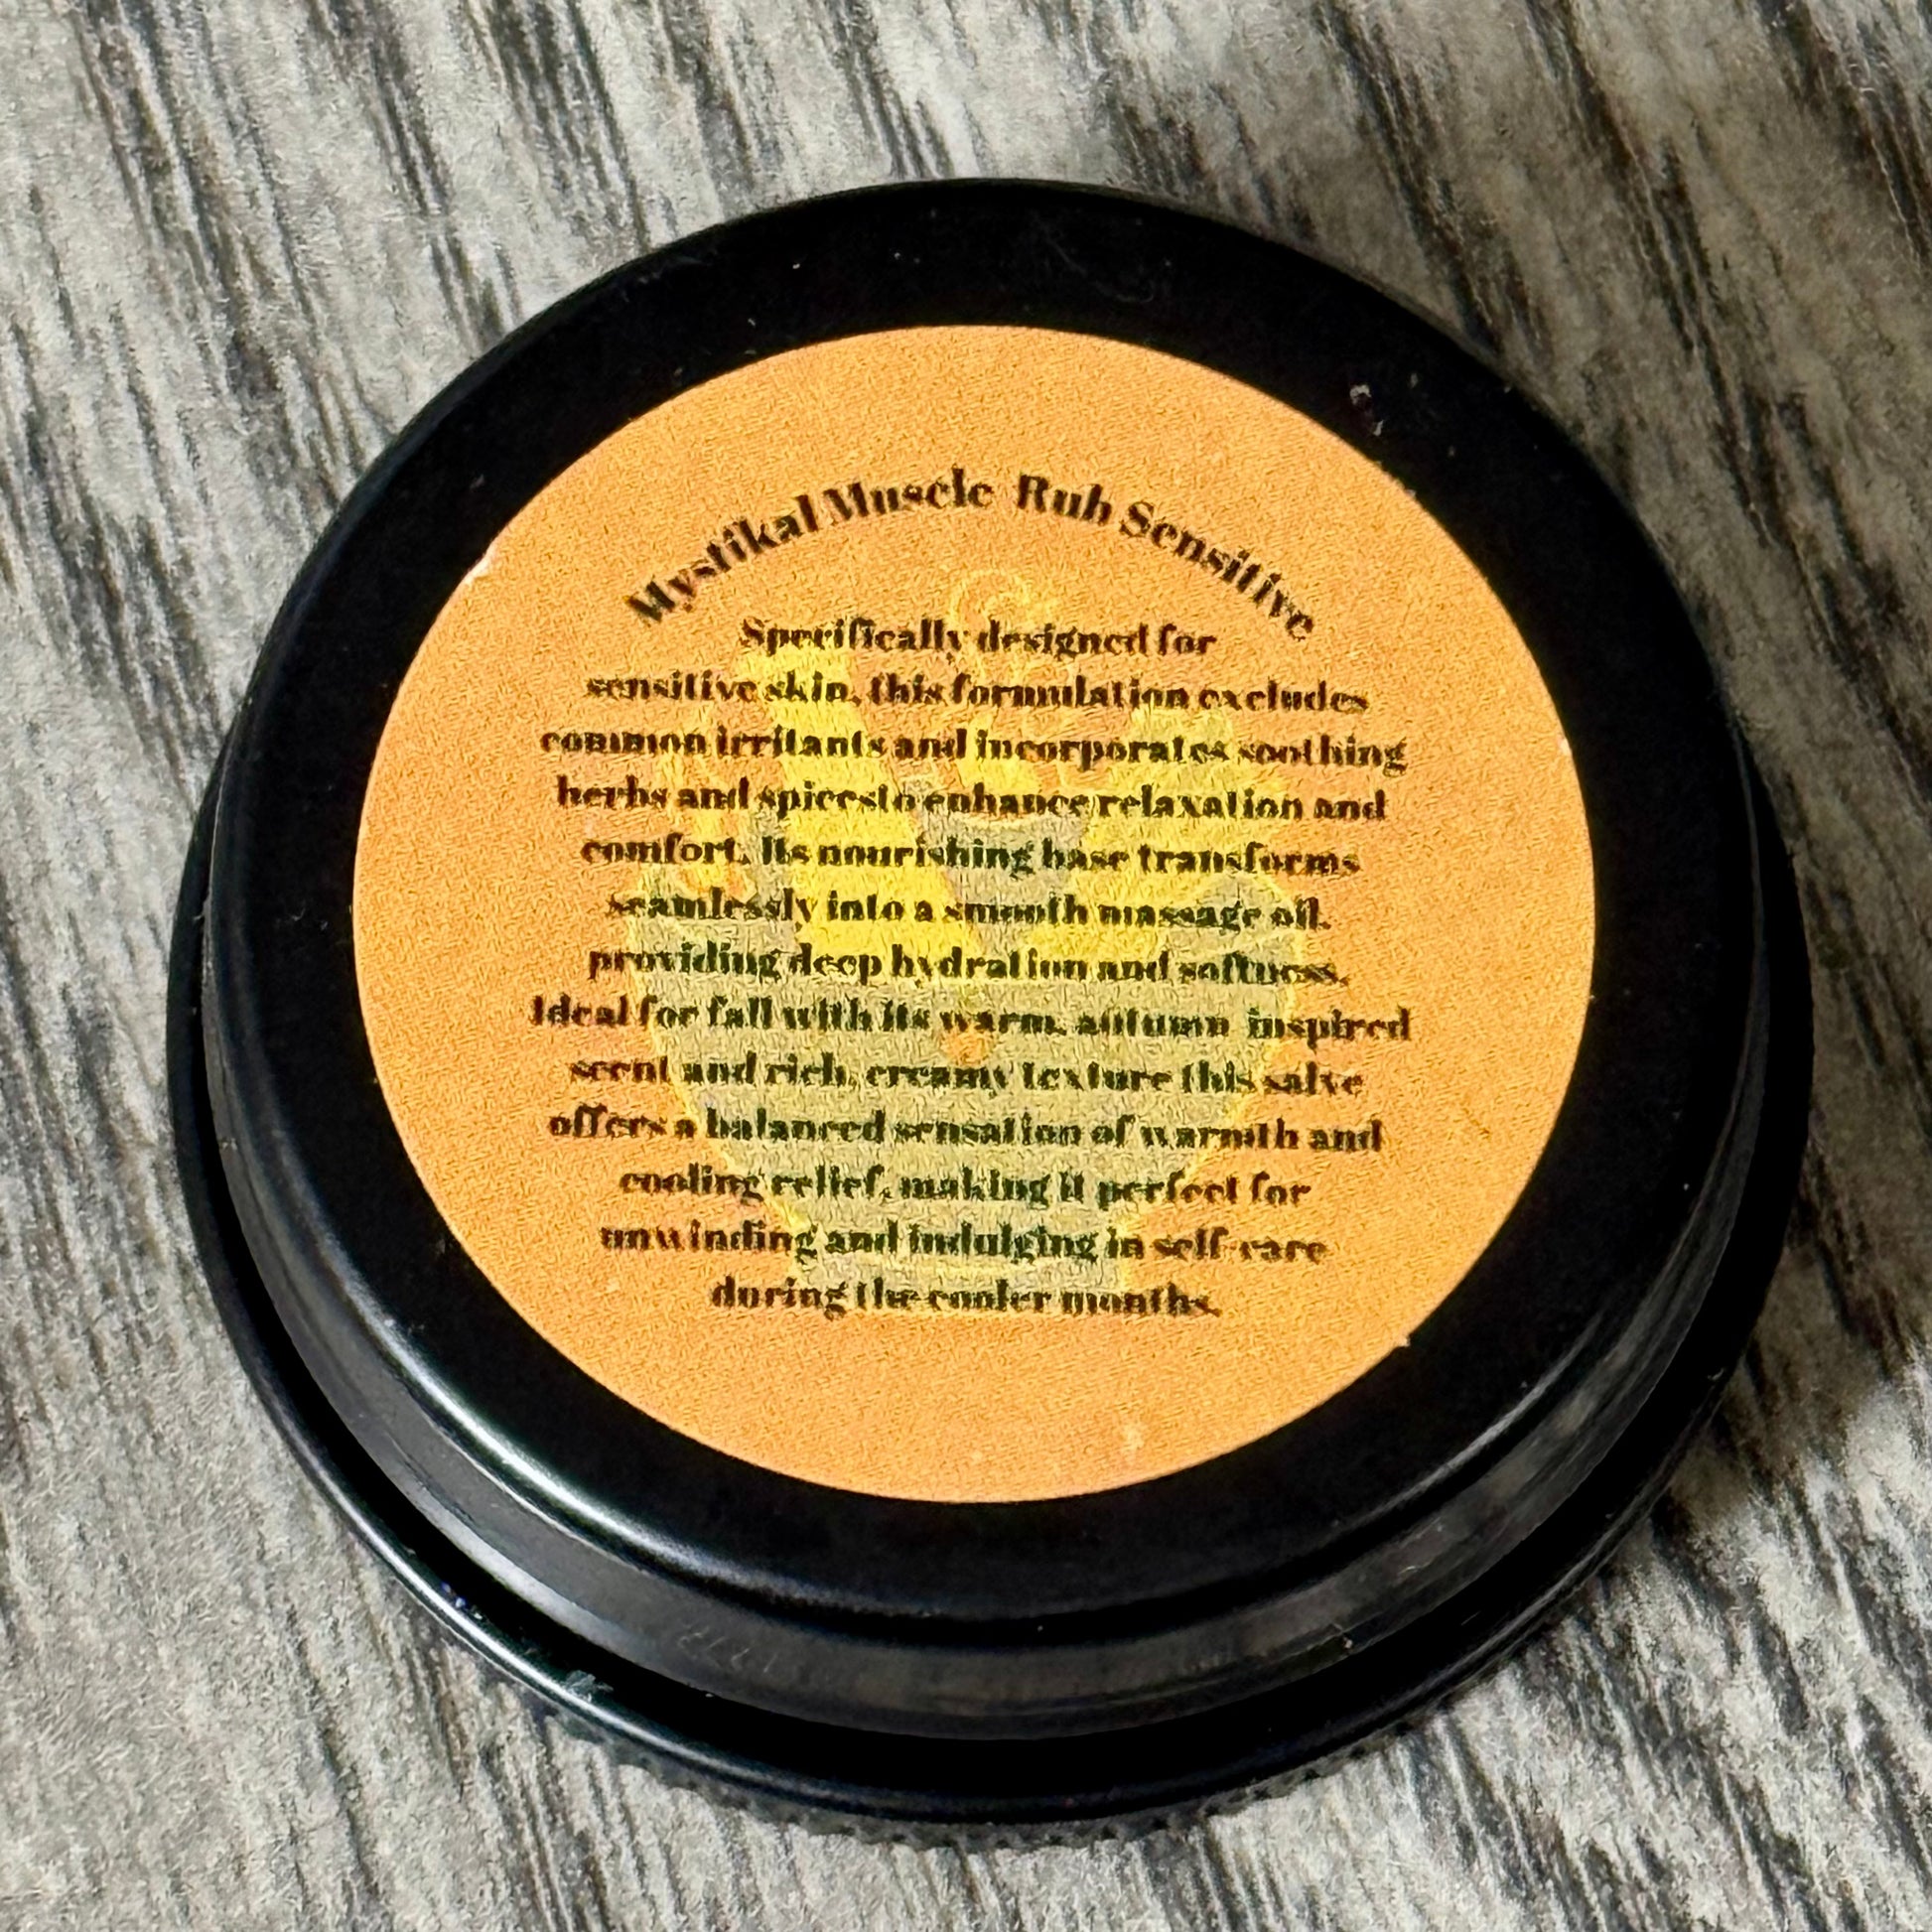 Mystikal Muscle Rub Sensitive
Specifically designed for
sensitive skin, this formulation excludes
common irritants and incorporates soothing
herbs and spices to enhance relaxation and
comfort. Its nourishing base transforms
seamlessly into a smooth massage oil,
providing deep hydration and softness.
Ideal for fall with its warm, autumn inspired
scent and rich, creamy texture this salve
offers a balanced sensation of warmth and
cooling relief, making it perfect for
unwinding and indulging in self-care
during the cooler months.